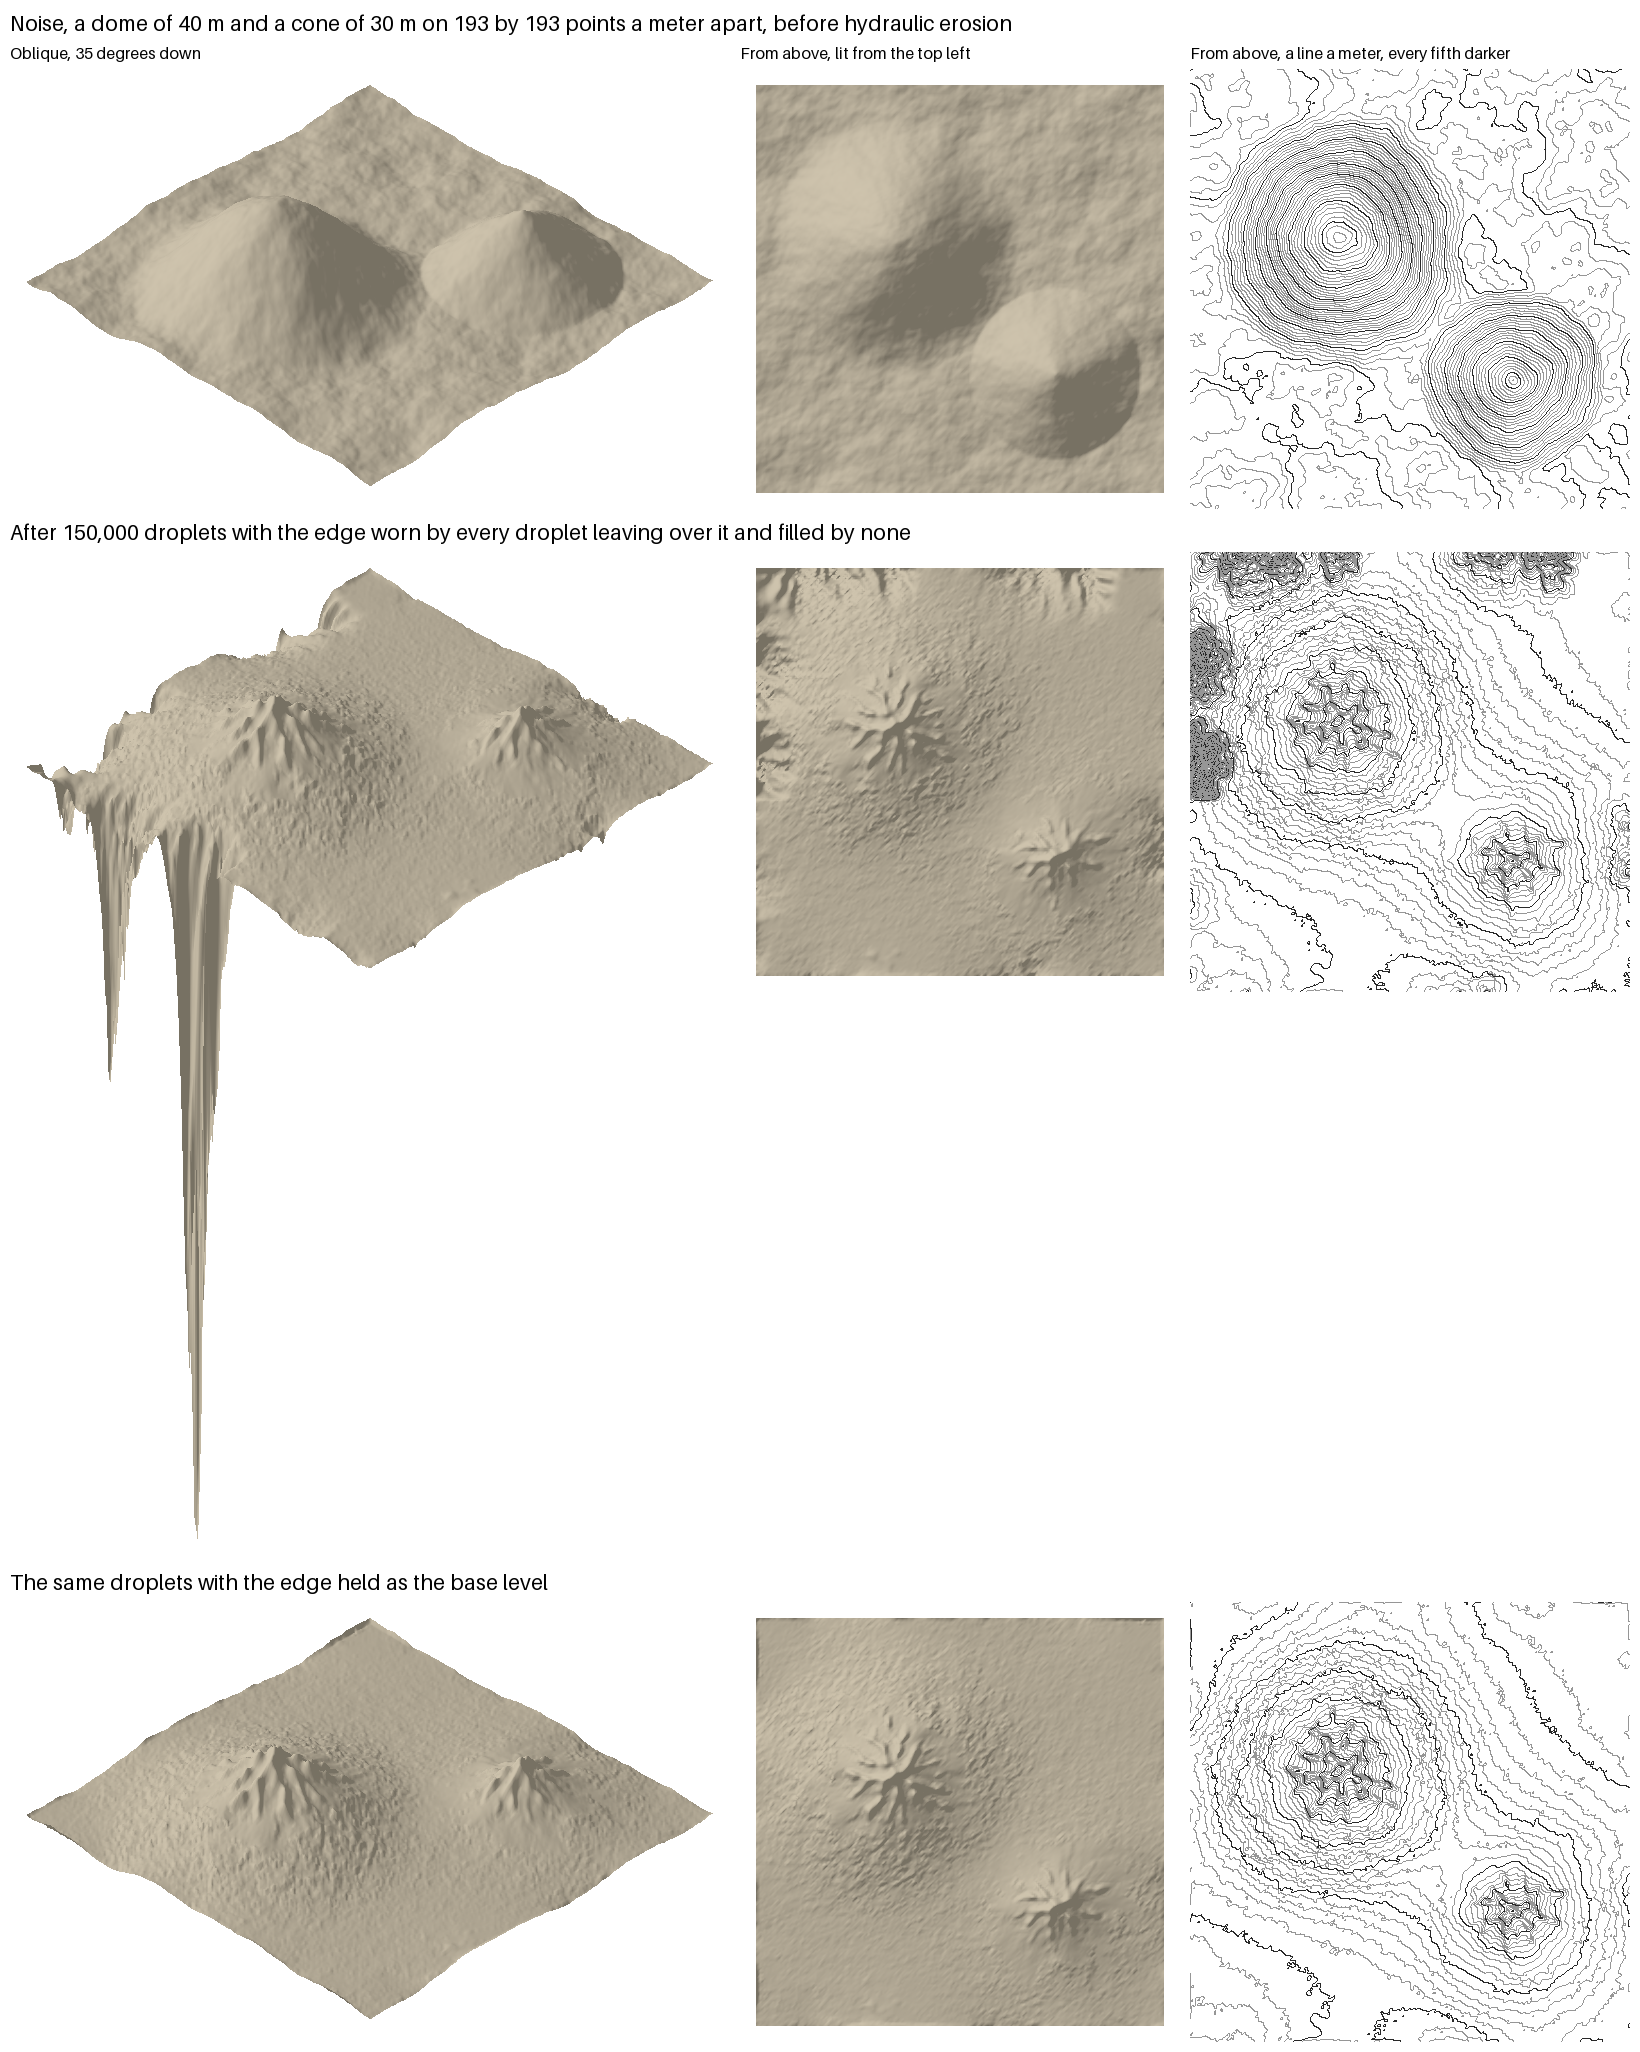 Noise, a dome of 40 m and a cone of 30 m on 193 by 193 points a meter apart, before hydraulic erosion
Oblique, 35 degrees down
From above, lit from the top left
From above, a line a meter, every fifth darker
After 150,000 droplets with the edge worn by every droplet leaving over it and filled by none
The same droplets with the edge held as the base level